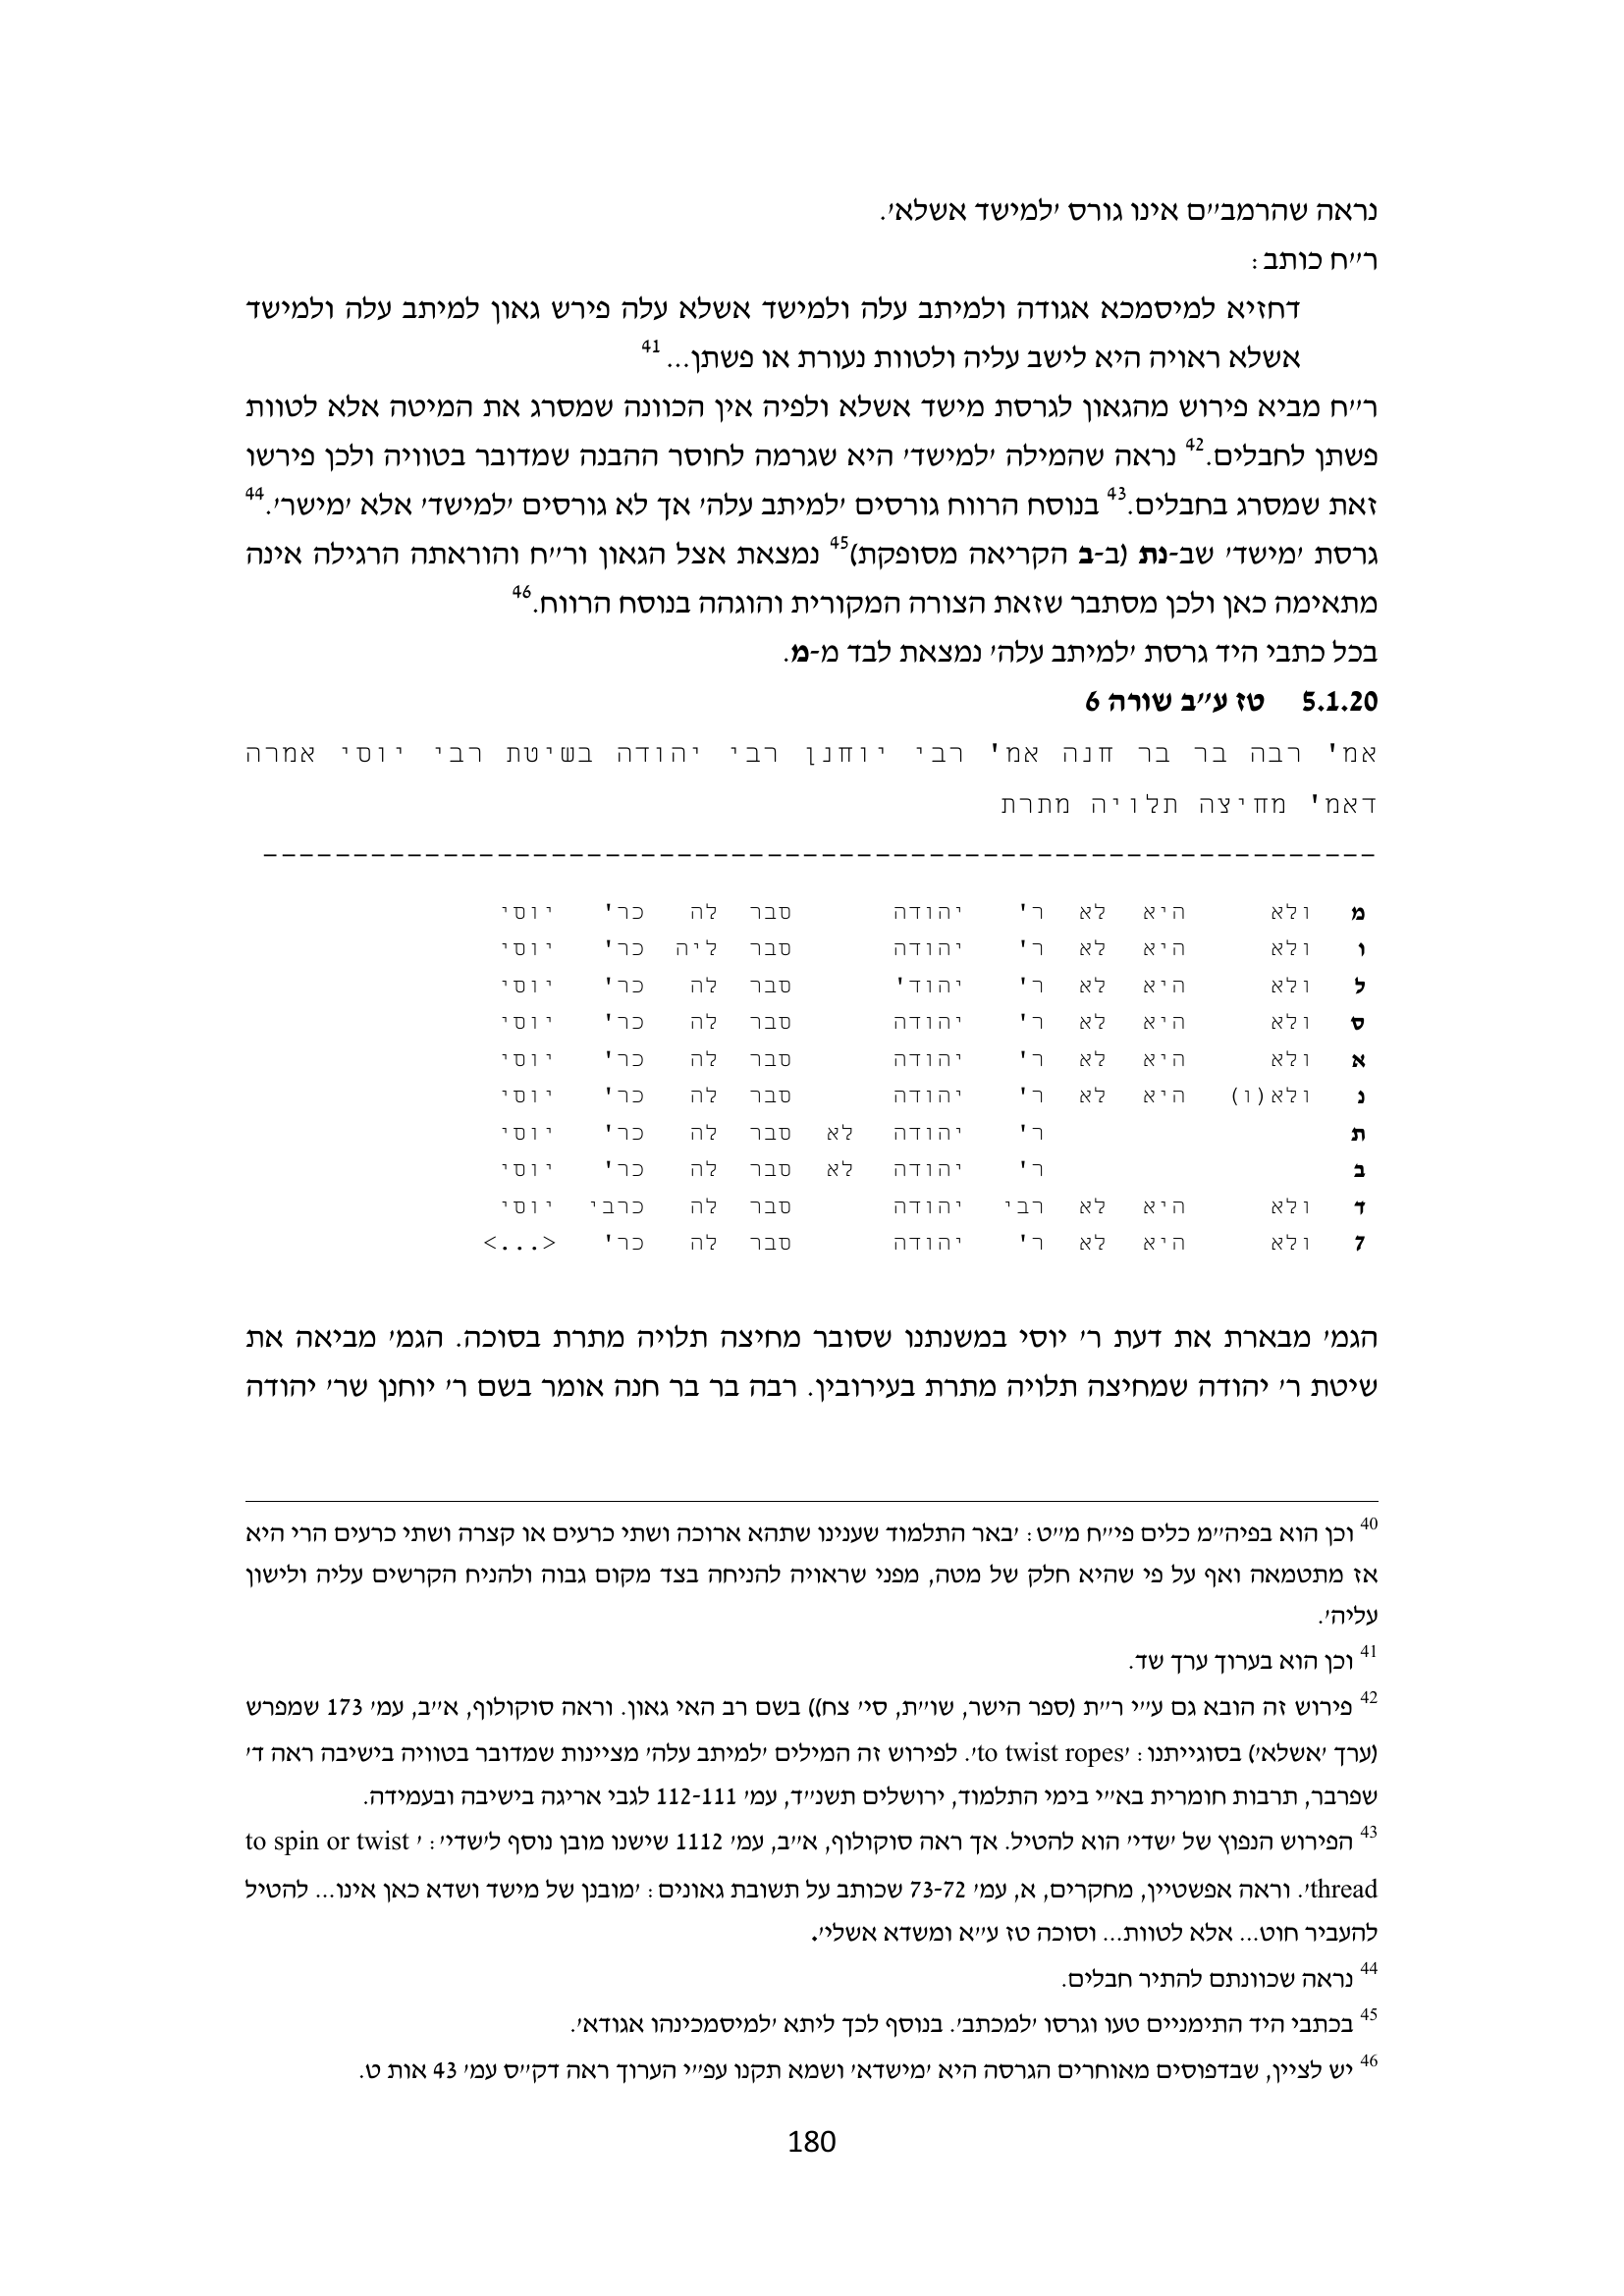 נראה שהרמב״ם אינו גורס ׳למישד אשלא׳.
ר״ח כותב:
דחזיא למיסמכא אגודה ולמיתב עלה ולמישד אשלא עלה פירש גאון למיתב עלה ולמישד
אשלא ראויה היא לישב עליה ולטוות נעורת או פשתן... 41
ר״ח מביא פירוש מהגאון לגרסת מישד אשלא ולפיה אין הכוונה שמסרג את המיטה אלא לטוות
פשתן לחבלים.42 נראה שהמילה ׳למישד׳ היא שגרמה לחוסר ההבנה שמדובר בטוויה ולכן פירשו
זאת שמסרג בחבלים.43 בנוסח הרווח גורסים ׳למיתב עלה׳ אך לא גורסים ׳למישד׳ אלא ׳מישר׳.44
גרסת ׳מישד׳ שב-נת (ב-ב הקריאה מסופקת)45 נמצאת אצל הגאון ור״ח והוראתה הרגילה אינה
מתאימה כאן ולכן מסתבר שזאת הצורה המקורית והוגהה בנוסח הרווח.46
בכל כתבי היד גרסת ׳למיתב עלה׳ נמצאת לבד מ-מ.
5.1.20 טז ע״ב שורה 6
אמ' רבה בר בר חנה אמ' רבי יוחנן רבי יהודה בשיטת רבי יוסי אמרה
דאמ' מחיצה תלויה מתרת
--------------------------------------------------------------
מ ולא היא לא ר' יהודה סבר לה כר' יוסי
ו ולא היא לא ר' יהודה סבר ליה כר' יוסי
ל ולא היא לא ר' יהוד' סבר לה כר' יוסי
ס ולא היא לא ר' יהודה סבר לה כר' יוסי
א ולא היא לא ר' יהודה סבר לה כר' יוסי
נ ולא(ו) היא לא ר' יהודה סבר לה כר' יוסי
ת ר' יהודה לא סבר לה כר' יוסי
ב ר' יהודה לא סבר לה כר' יוסי
ד ולא היא לא רבי יהודה סבר לה כרבי יוסי
7 ולא היא לא ר' יהודה סבר לה כר' <...>
הגמ׳ מבארת את דעת ר׳ יוסי במשנתנו שסובר מחיצה תלויה מתרת בסוכה. הגמ׳ מביאה את
שיטת ר׳ יהודה שמחיצה תלויה מתרת בעירובין. רבה בר בר חנה אומר בשם ר׳ יוחנן שר׳ יהודה
40 וכן הוא בפיה״מ כלים פי״ח מ״ט: ׳באר התלמוד שענינו שתהא ארוכה ושתי כרעים או קצרה ושתי כרעים הרי היא
אז מתטמאה ואף על פי שהיא חלק של מטה, מפני שראויה להניחה בצד מקום גבוה ולהניח הקרשים עליה ולישון
עליה׳.
41 וכן הוא בערוך ערך שד.
42 פירוש זה הובא גם ע״י ר״ת (ספר הישר, שו״ת, סי׳ צח)) בשם רב האי גאון. וראה סוקולוף, א״ב, עמ׳ 173 שמפרש
(ערך ׳אשלא׳) בסוגייתנו: ׳to twist ropes׳. לפירוש זה המילים ׳למיתב עלה׳ מציינות שמדובר בטוויה בישיבה ראה ד׳
שפרבר, תרבות חומרית בא״י בימי התלמוד, ירושלים תשנ״ד, עמ׳ 112-111 לגבי אריגה בישיבה ובעמידה.
43 הפירוש הנפוץ של ׳שדי׳ הוא להטיל. אך ראה סוקולוף, א״ב, עמ׳ 1112 שישנו מובן נוסף ל׳שדי׳: ׳ to spin or twist
thread׳. וראה אפשטיין, מחקרים, א, עמ׳ 73-72 שכותב על תשובת גאונים: ׳מובנן של מישד ושדא כאן אינו... להטיל
להעביר חוט... אלא לטוות... וסוכה טז ע״א ומשדא אשלי׳.
44 נראה שכוונתם להתיר חבלים.
45 בכתבי היד התימניים טעו וגרסו ׳למכתב׳. בנוסף לכך ליתא ׳למיסמכינהו אגודא׳.
46 יש לציין, שבדפוסים מאוחרים הגרסה היא ׳מישדא׳ ושמא תקנו עפ״י הערוך ראה דק״ס עמ׳ 43 אות ט.
180